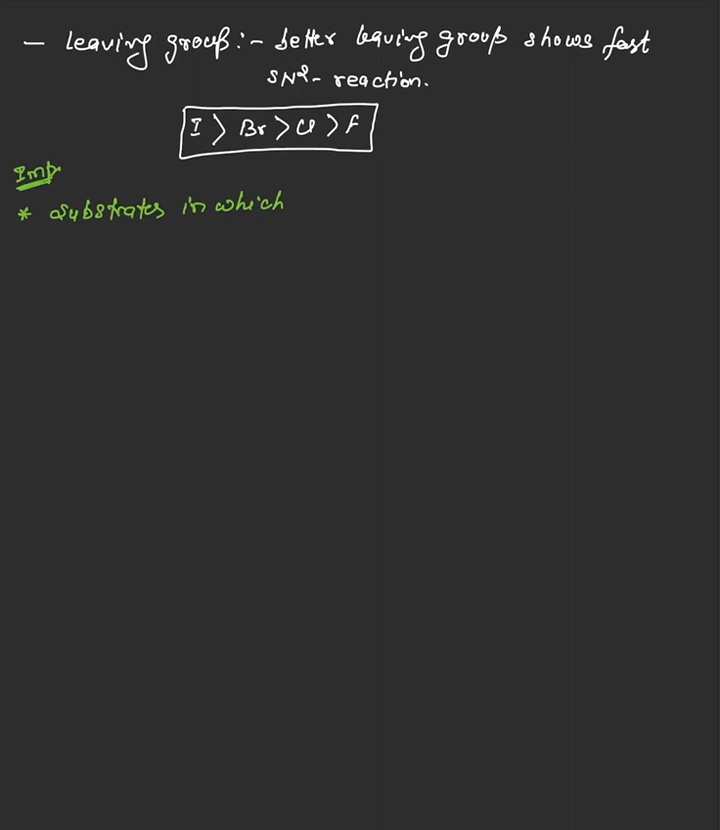 - Leaving group:- better leaving group shows fast
SN2- reaction.
I > Br > Cl > F
Imp
* Substrates in which